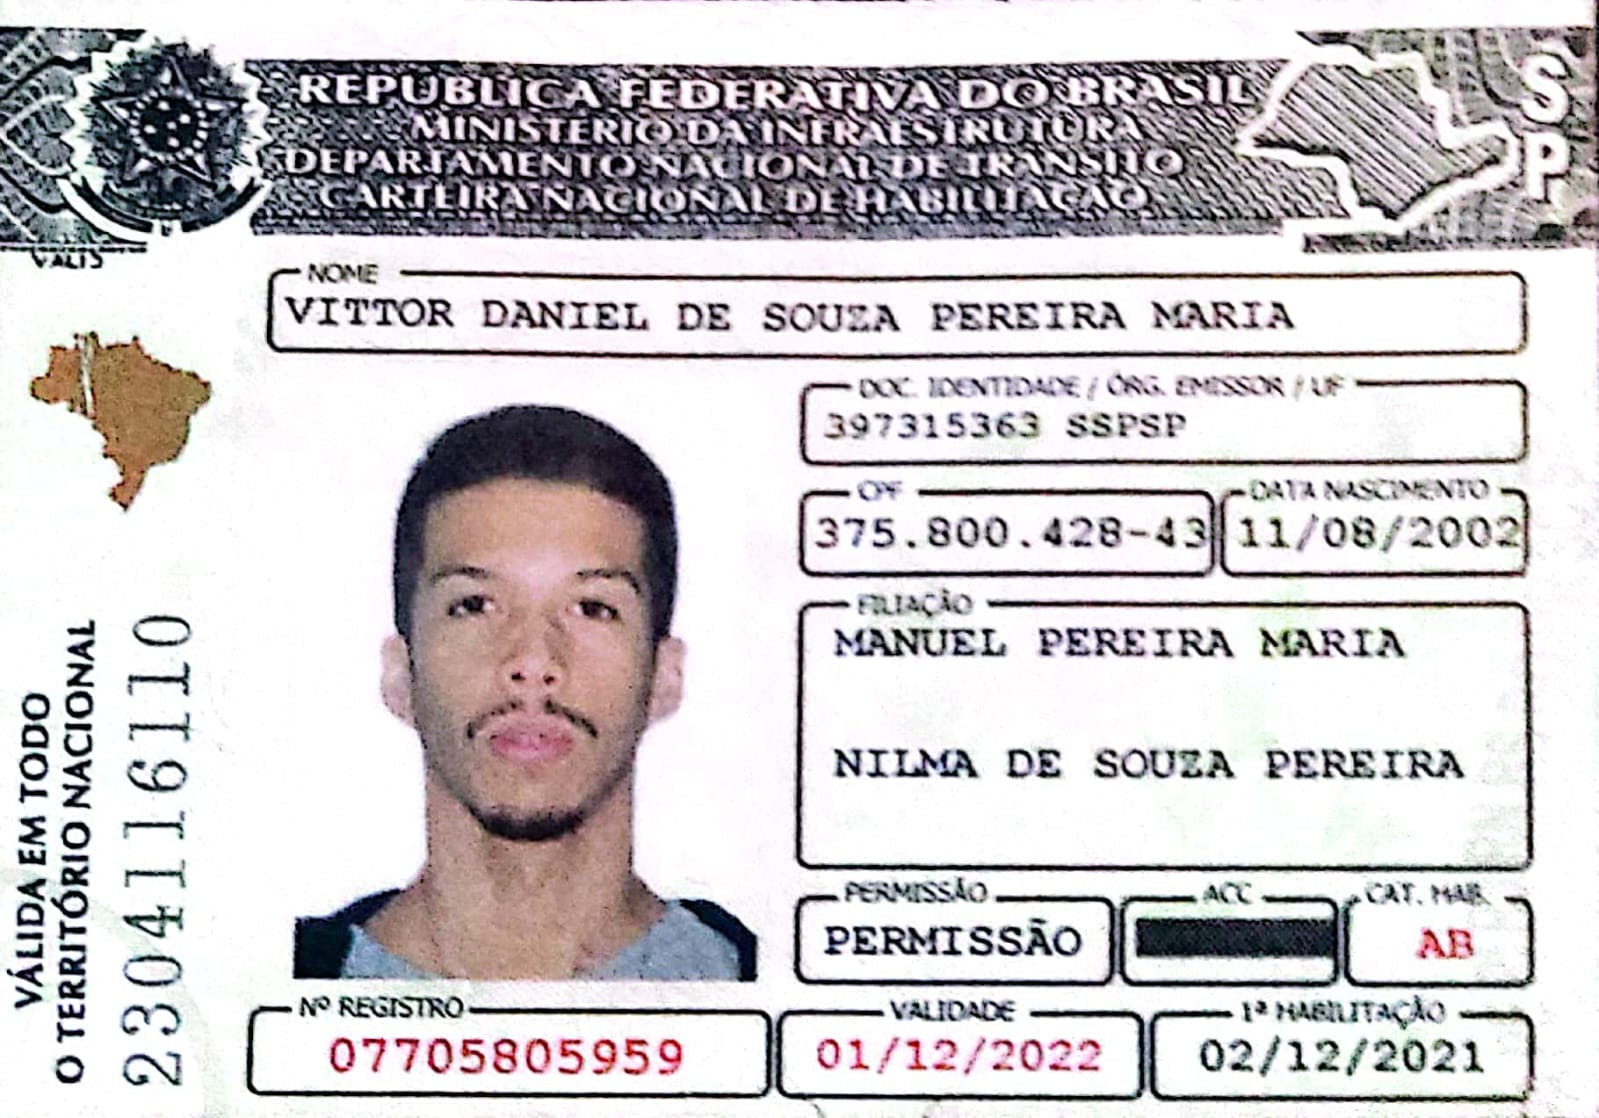 REPÚBLICA FEDERATIVA DO BRASIL
MINISTÉRIO DA INFRAESTRUTURA
DEPARTAMENTO NACIONAL DE TRÂNSITO
CARTEIRA NACIONAL DE HABILITAÇÃO
SP
NOME
VITTOR DANIEL DE SOUZA PEREIRA MARIA
DOC. IDENTIDADE / ÓRG. EMISSOR / UF
397315363 SSPSP
CPF
375.800.428-43
DATA NASCIMENTO
11/08/2002
FILIAÇÃO
MANUEL PEREIRA MARIA
NILMA DE SOUZA PEREIRA
PERMISSÃO
PERMISSÃO
ACC
CAT. HAB.
AB
Nº REGISTRO
07705805959
VALIDADE
01/12/2022
1ª HABILITAÇÃO
02/12/2021
VÁLIDA EM TODO
O TERRITÓRIO NACIONAL
2304116110